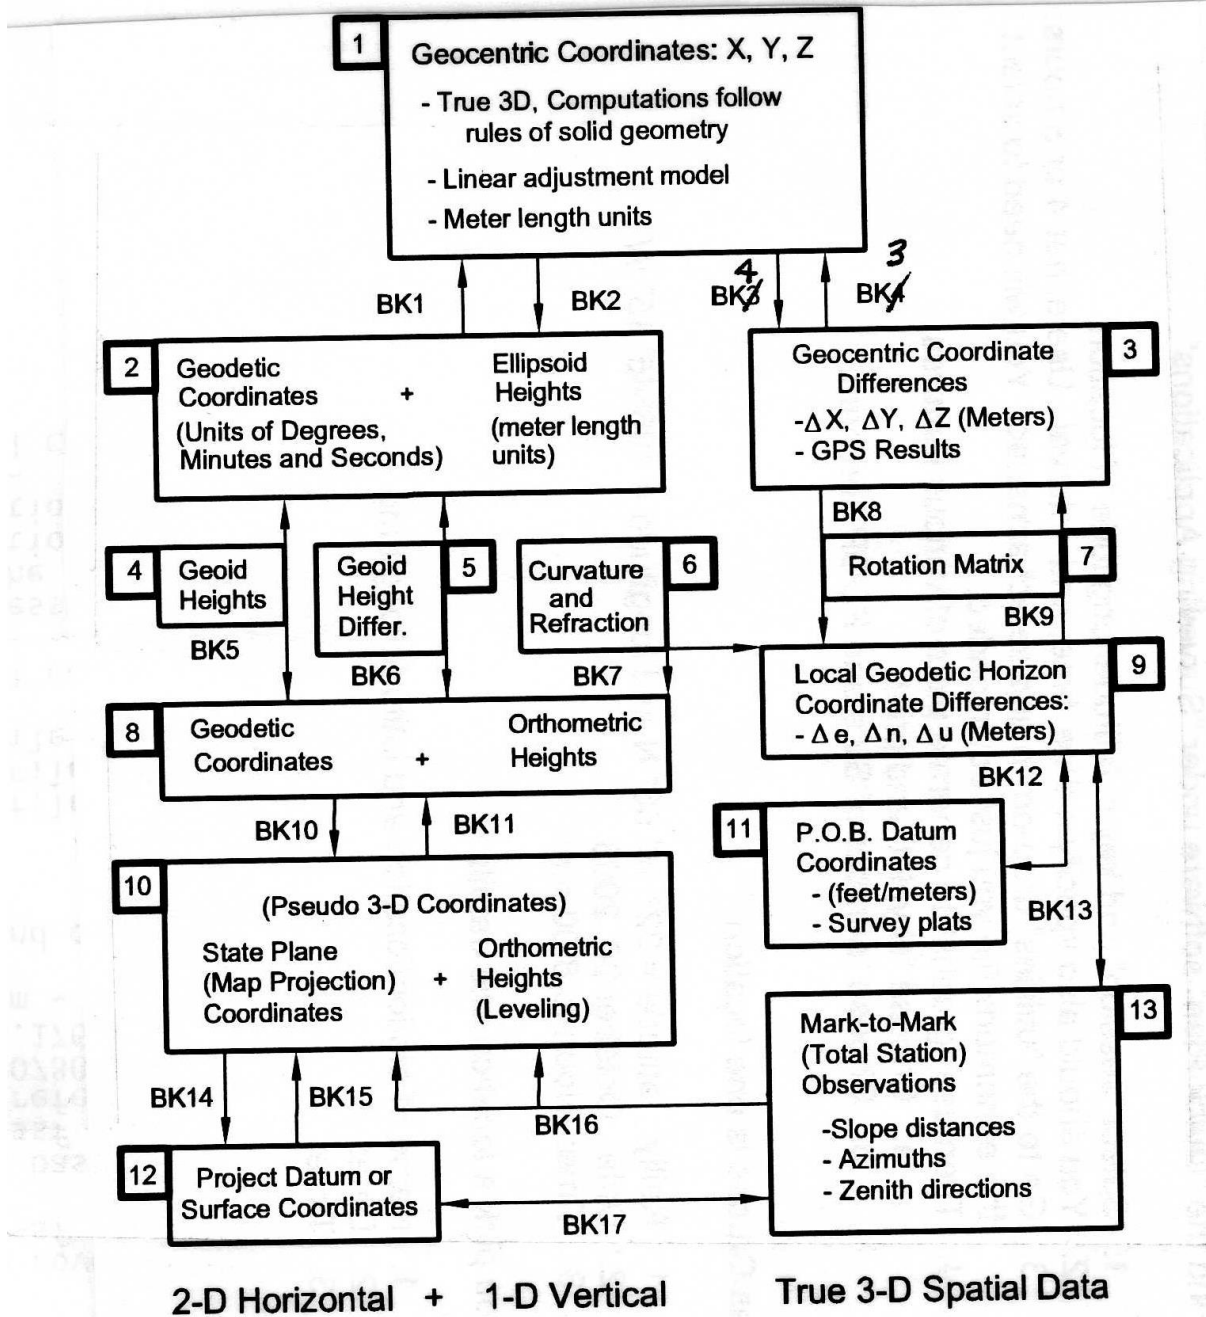 1
Geocentric Coordinates: X, Y, Z
- True 3D, Computations follow
rules of solid geometry
- Linear adjustment model
- Meter length units
BK1
BK2
4
BK3
3
BK4
2
Geodetic
Coordinates
(Units of Degrees,
Minutes and Seconds)
+
Ellipsoid
Heights
(meter length
units)
3
Geocentric Coordinate
Differences
-Δ X, Δ Y, Δ Z (Meters)
- GPS Results
4
Geoid
Heights
BK5
5
Geoid
Height
Differ.
BK6
6
Curvature
and
Refraction
BK7
BK8
7
Rotation Matrix
BK9
8
Geodetic
Coordinates
+
Orthometric
Heights
9
Local Geodetic Horizon
Coordinate Differences:
- Δ e, Δ n, Δ u (Meters)
BK10
BK11
BK12
11
P.O.B. Datum
Coordinates
- (feet/meters)
- Survey plats
BK13
10
(Pseudo 3-D Coordinates)
State Plane
(Map Projection)
Coordinates
+
Orthometric
Heights
(Leveling)
13
Mark-to-Mark
(Total Station)
Observations
-Slope distances
- Azimuths
- Zenith directions
BK14
BK15
BK16
12
Project Datum or
Surface Coordinates
BK17
2-D Horizontal + 1-D Vertical
True 3-D Spatial Data